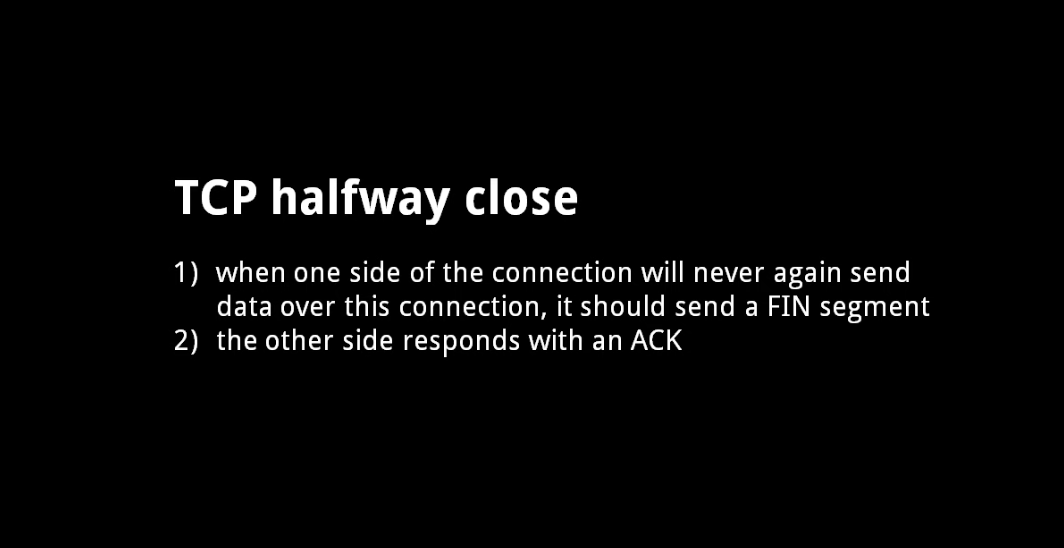 TCP halfway close
1) when one side of the connection will never again send
data over this connection, it should send a FIN segment
2) the other side responds with an ACK